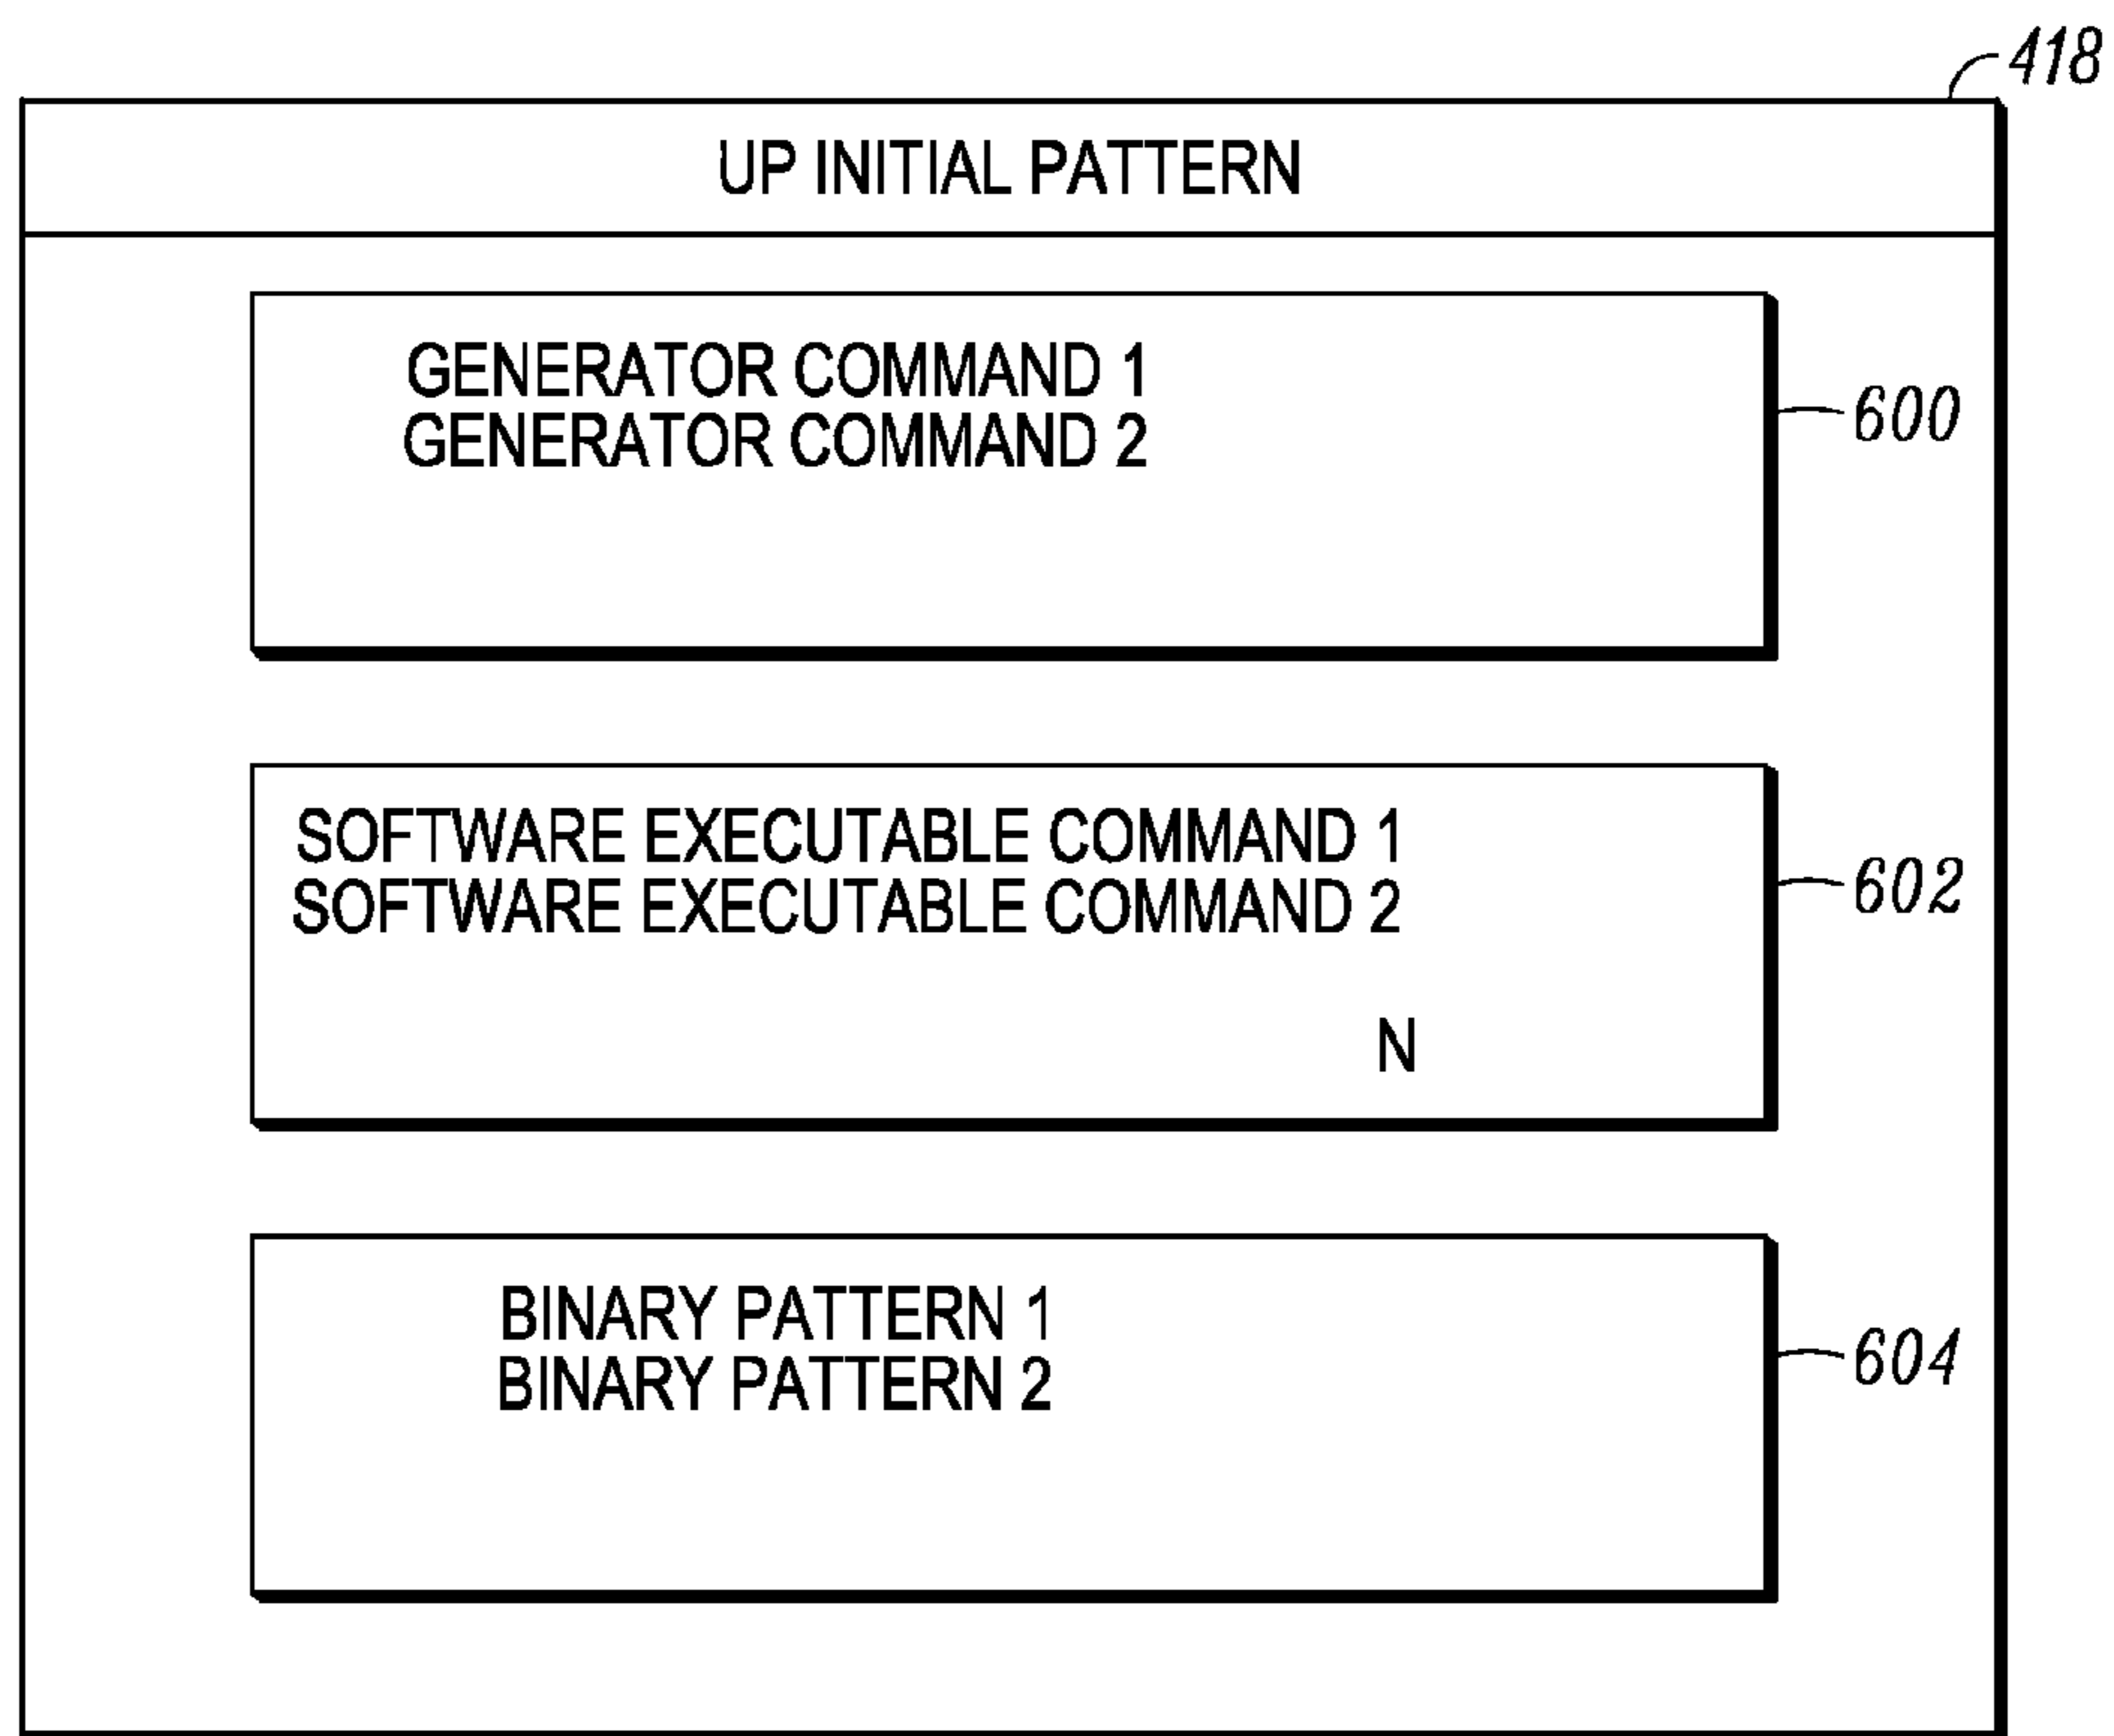 418
UP INITIAL PATTERN
GENERATOR COMMAND 1
GENERATOR COMMAND 2
600
SOFTWARE EXECUTABLE COMMAND 1
SOFTWARE EXECUTABLE COMMAND 2
602
N
BINARY PATTERN 1
BINARY PATTERN 2
604